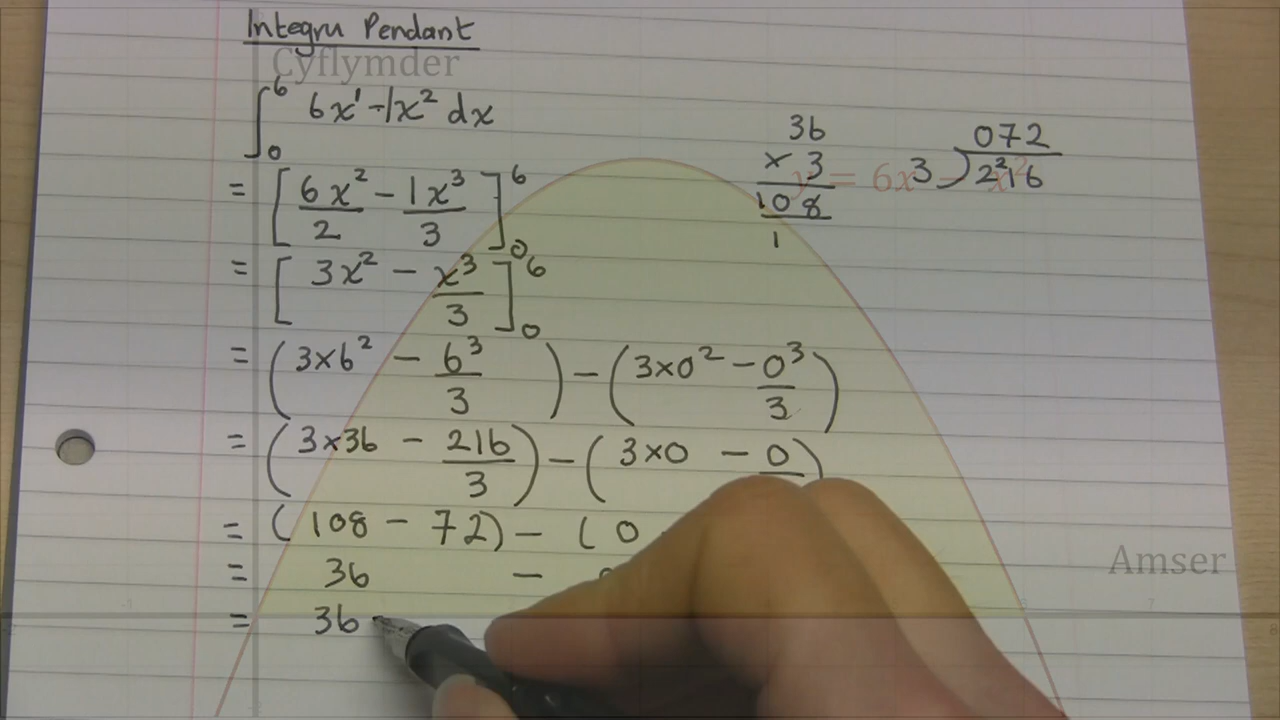 Integru Pendant
Cyflymder
∫₀⁶ 6x¹ - 1x² dx
= [6x²/2 - 1x³/3]₀⁶
= [3x² - x³/3]₀⁶
= (3×6² - 6³/3) - (3×0² - 0³/3)
= (3×36 - 216/3) - (3×0 - 0
= (108 - 72) - (0
= 36 -
= 36
36
× 3
108
1
072
3)2²16
y = 6x - x²
Amser